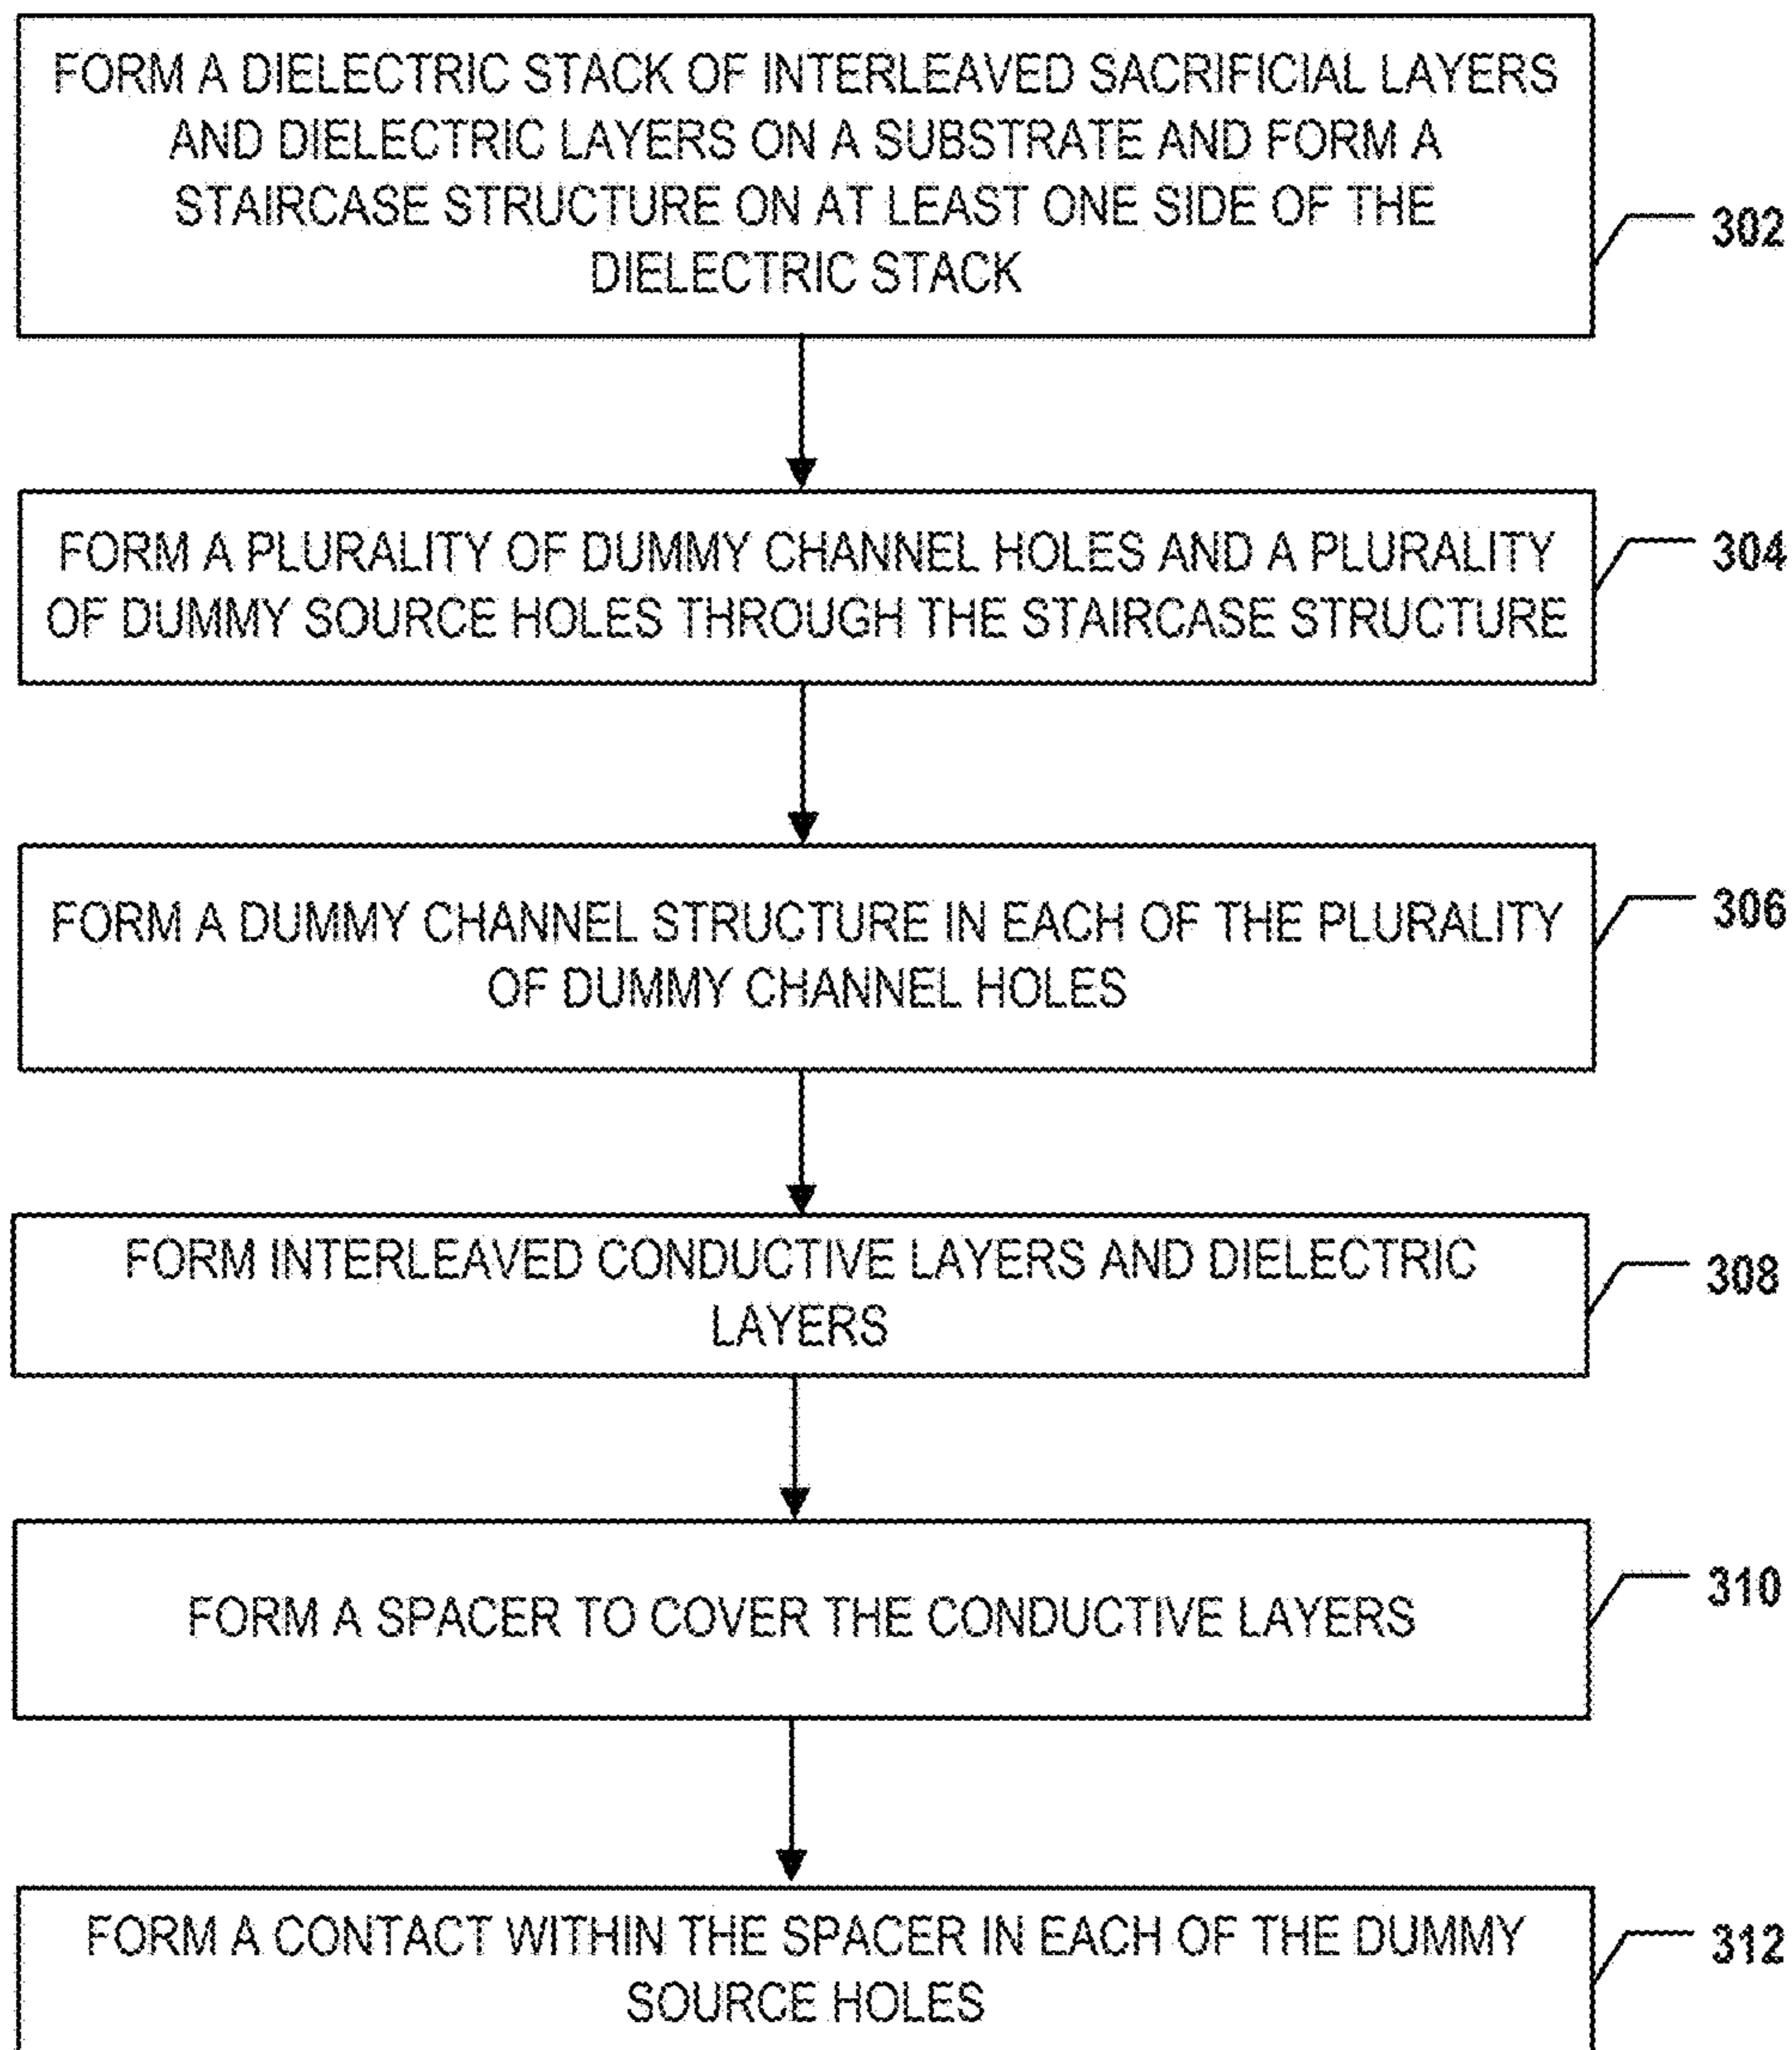 FORM A DIELECTRIC STACK OF INTERLEAVED SACRIFICIAL LAYERS
AND DIELECTRIC LAYERS ON A SUBSTRATE AND FORM A
STAIRCASE STRUCTURE ON AT LEAST ONE SIDE OF THE
DIELECTRIC STACK
302
FORM A PLURALITY OF DUMMY CHANNEL HOLES AND A PLURALITY
OF DUMMY SOURCE HOLES THROUGH THE STAIRCASE STRUCTURE
304
FORM A DUMMY CHANNEL STRUCTURE IN EACH OF THE PLURALITY
OF DUMMY CHANNEL HOLES
306
FORM INTERLEAVED CONDUCTIVE LAYERS AND DIELECTRIC
LAYERS
308
FORM A SPACER TO COVER THE CONDUCTIVE LAYERS
310
FORM A CONTACT WITHIN THE SPACER IN EACH OF THE DUMMY
SOURCE HOLES
312